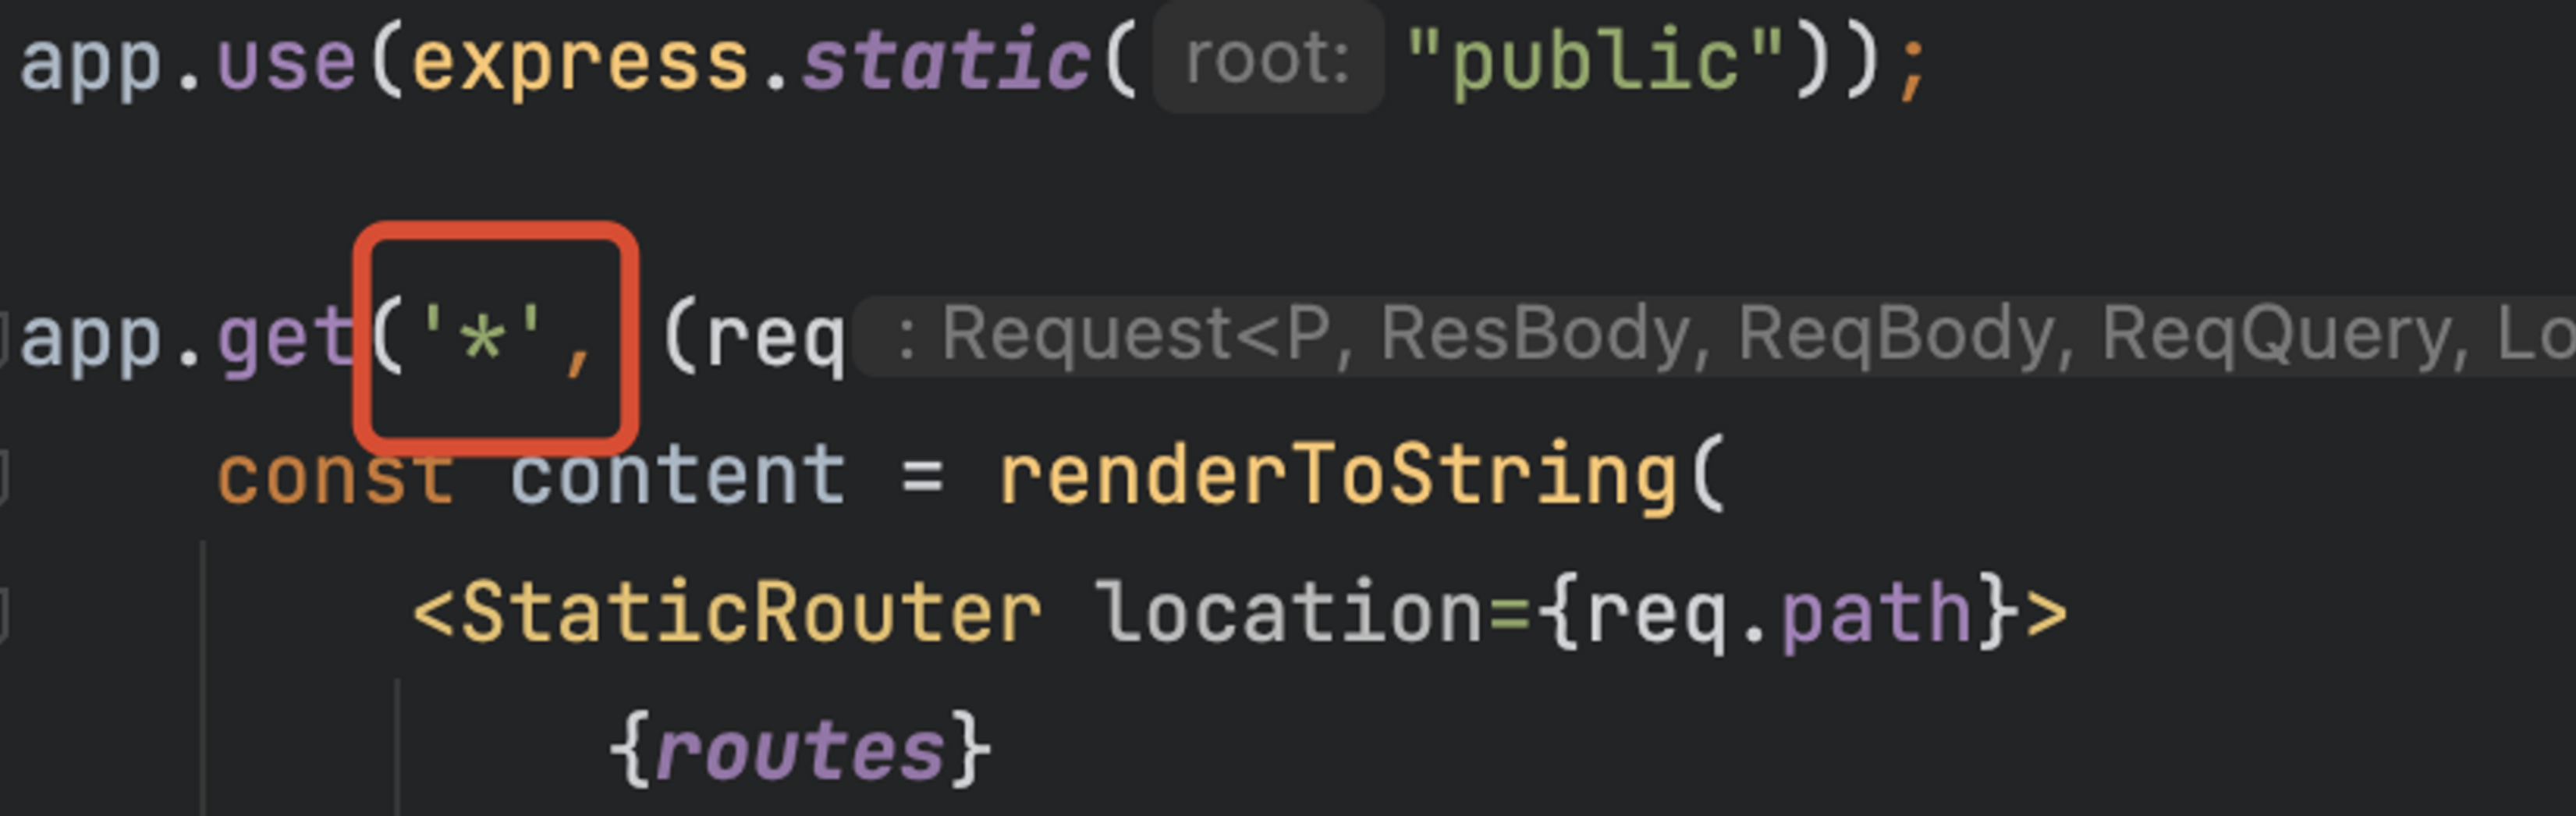 app.use(express.static( root: "public"));
app.get('*', (req : Request<P, ResBody, ReqBody, ReqQuery, Lo
const content = renderToString(
<StaticRouter location={req.path}>
{routes}